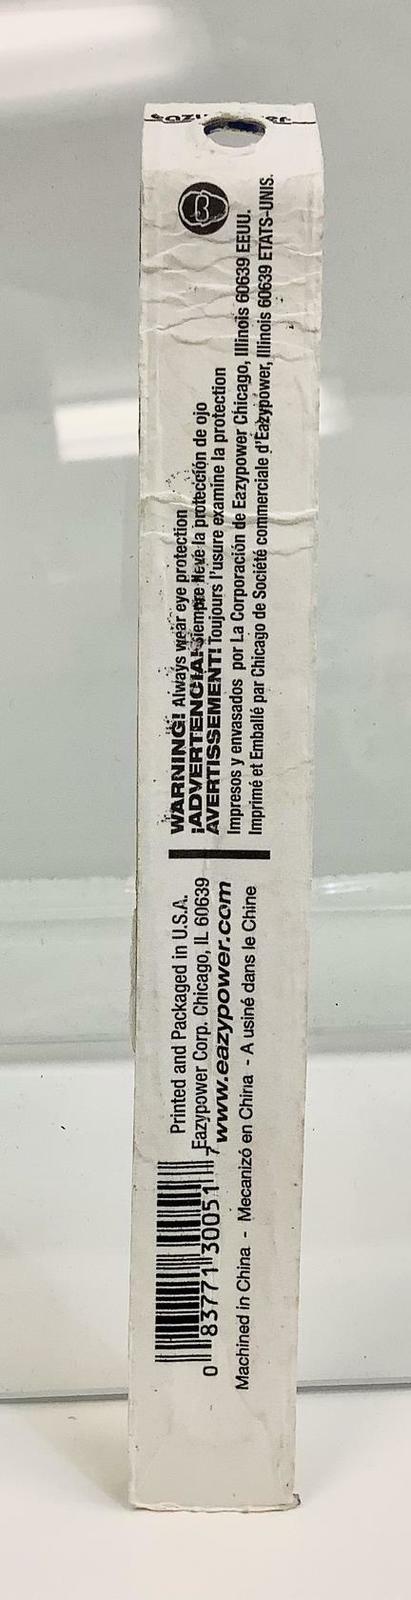 WARNING! Always wear eye protection
¡ADVERTENCIA! Siempre lleve la protección de ojo
AVERTISSEMENT! Toujours l'usure examine la protection
Impresos y envasados por La Corporación de Eazypower Chicago, Illinois 60639 EEUU.
Imprimé et Emballé par Chicago de Société commerciale d'Eazypower, Illinois 60639 ETATS-UNIS.
Printed and Packaged in U.S.A.
Eazypower Corp. Chicago, IL 60639
www.eazypower.com
Machined in China - Mecanizó en China - A usiné dans le Chine
0 83771 30051 7